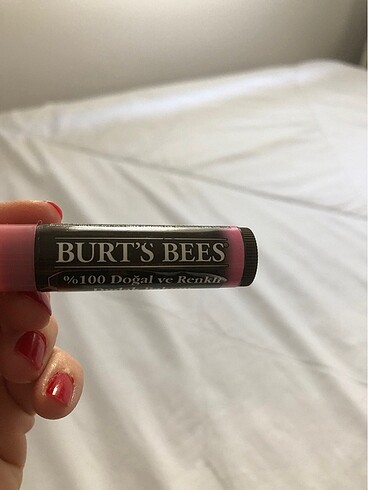 BURT'S BEES
%100 Doğal ve Renkli